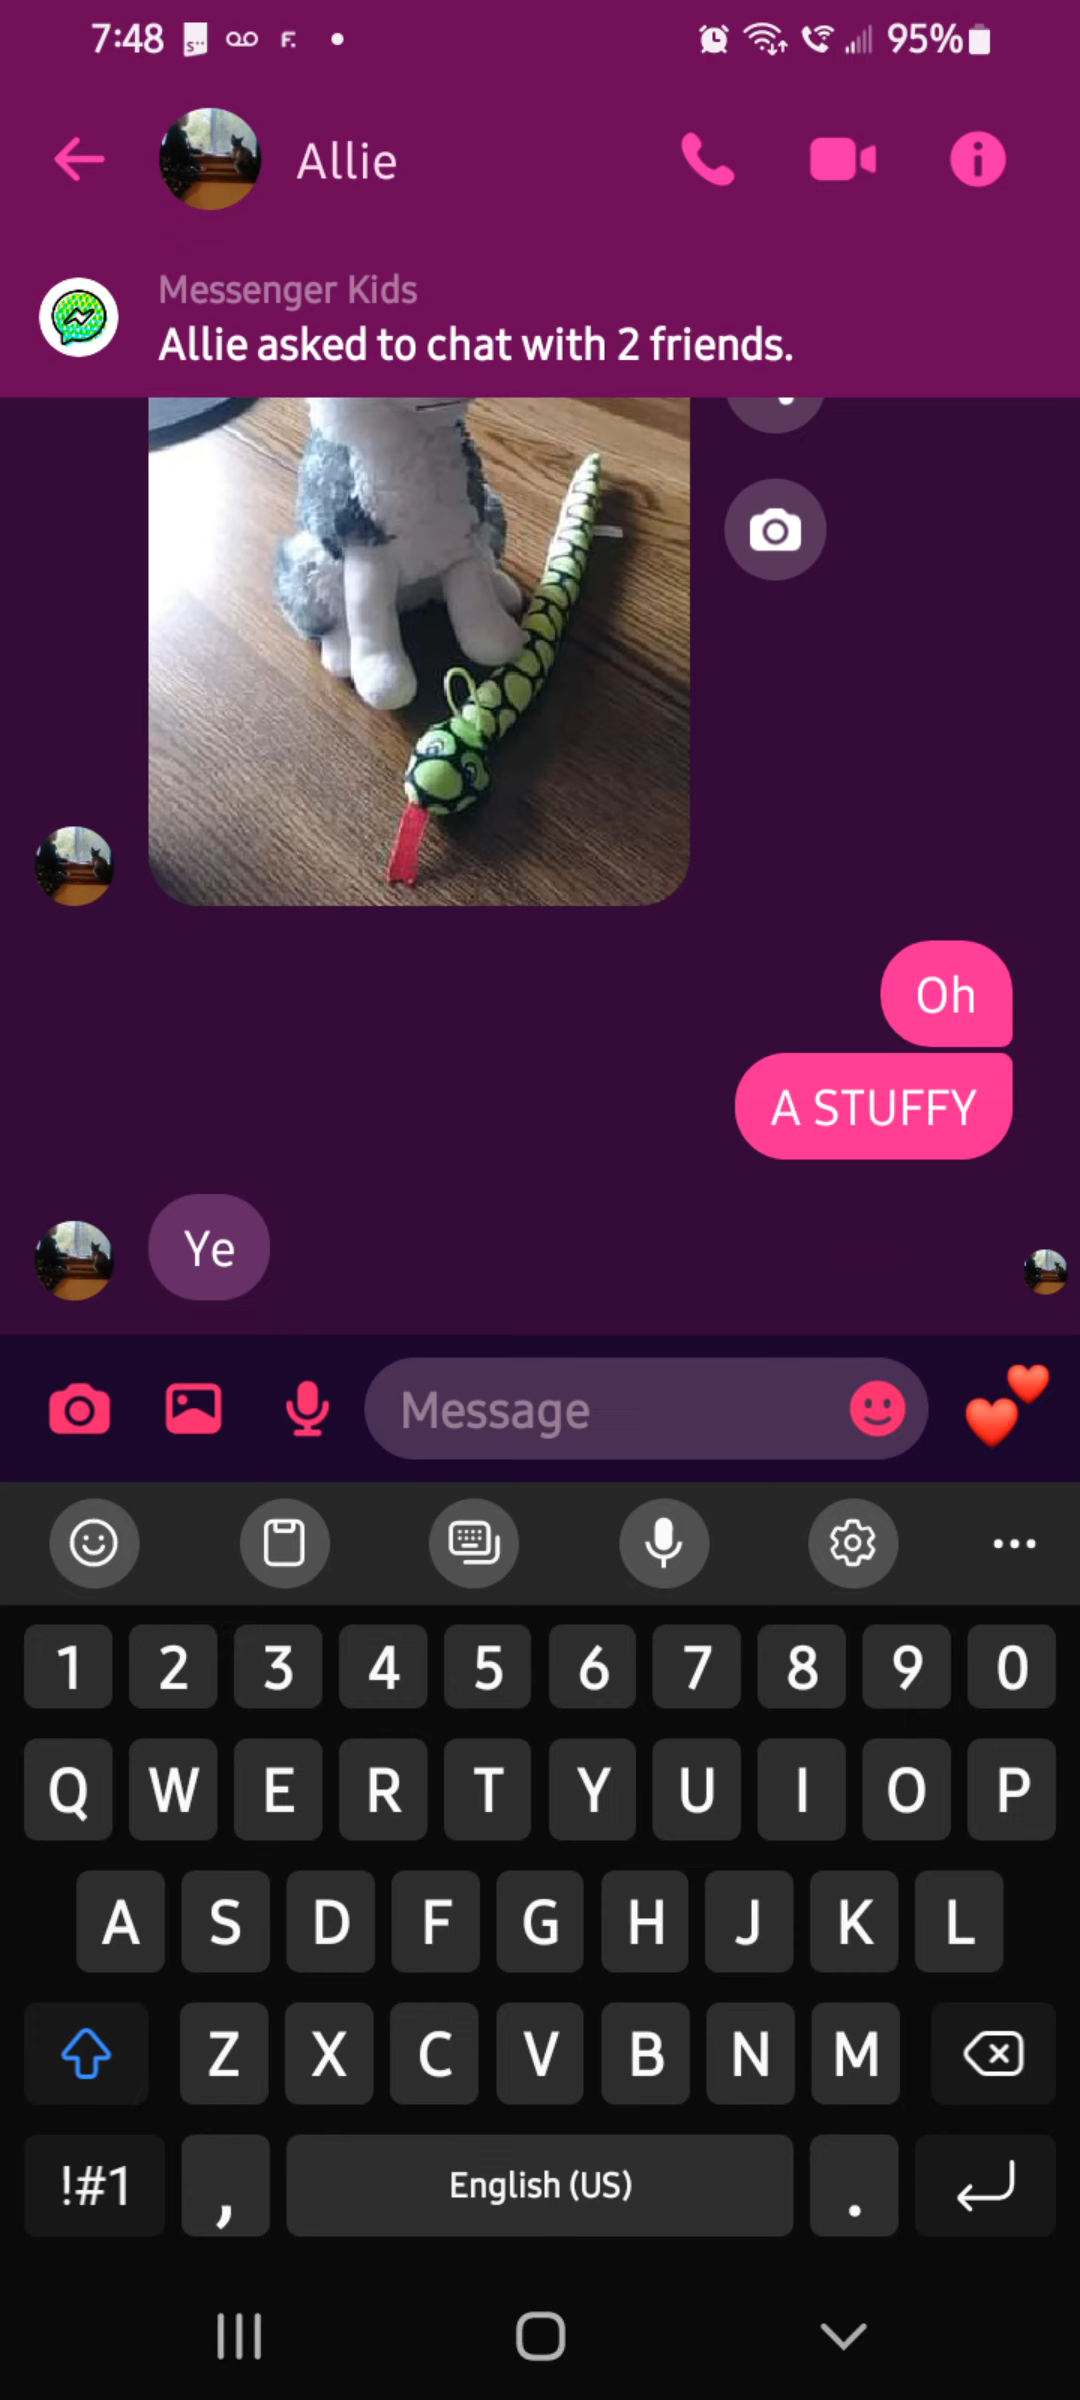 7:48 95%
Allie
Messenger Kids
Allie asked to chat with 2 friends.
Oh
A STUFFY
Ye
Message
1 2 3 4 5 6 7 8 9 0
Q W E R T Y U I O P
A S D F G H J K L
Z X C V B N M
!#1 , English (US) .